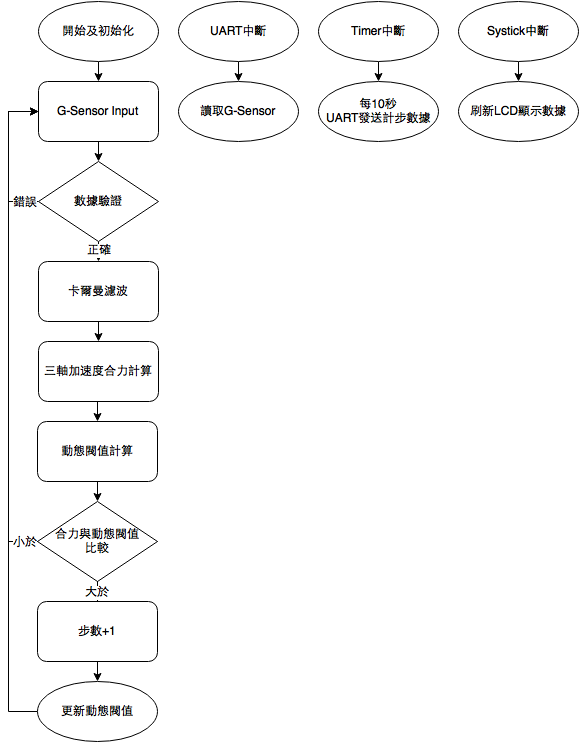 開始及初始化
UART中斷
Timer中斷
Systick中斷
G-Sensor Input
讀取G-Sensor
每10秒
UART發送計步數據
刷新LCD顯示數據
錯誤
數據驗證
正確
卡爾曼濾波
三軸加速度合力計算
動態閥值計算
小於
合力與動態閥值
比較
大於
步數+1
更新動態閥值